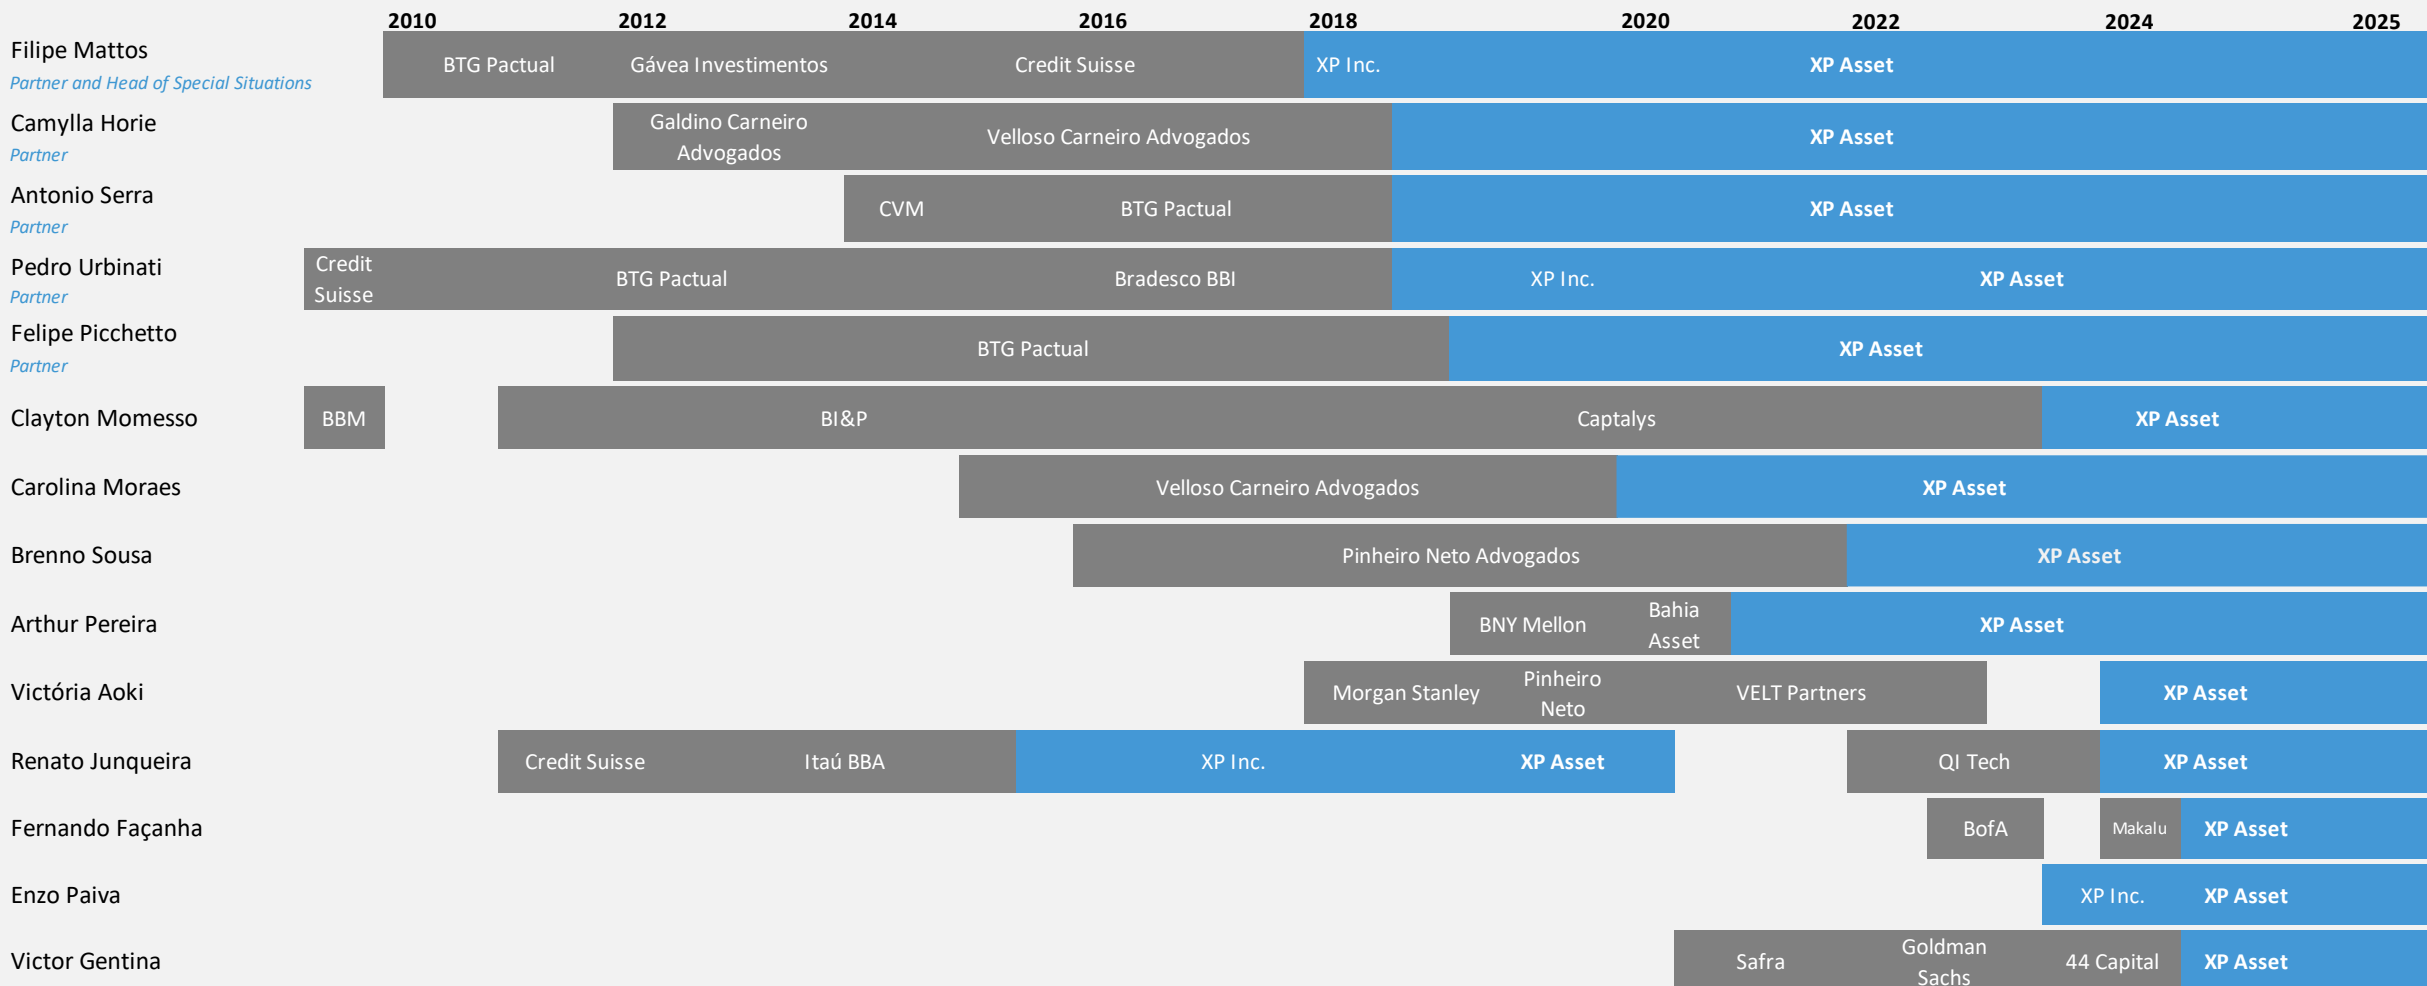 2010 2012 2014 2016 2018 2020 2022 2024 2025
Filipe Mattos
Partner and Head of Special Situations
BTG Pactual Gávea Investimentos Credit Suisse XP Inc. XP Asset
Camylla Horie
Partner
Galdino Carneiro
Advogados
Velloso Carneiro Advogados XP Asset
Antonio Serra
Partner
CVM BTG Pactual XP Asset
Pedro Urbinati
Partner
Credit
Suisse
BTG Pactual Bradesco BBI XP Inc. XP Asset
Felipe Picchetto
Partner
BTG Pactual XP Asset
Clayton Momesso BBM BI&P Captalys XP Asset
Carolina Moraes Velloso Carneiro Advogados XP Asset
Brenno Sousa Pinheiro Neto Advogados XP Asset
Arthur Pereira BNY Mellon
Bahia
Asset
XP Asset
Victória Aoki Morgan Stanley
Pinheiro
Neto
VELT Partners XP Asset
Renato Junqueira Credit Suisse Itaú BBA XP Inc. XP Asset QI Tech XP Asset
Fernando Façanha BofA Makalu XP Asset
Enzo Paiva XP Inc. XP Asset
Victor Gentina Safra
Goldman
Sachs
44 Capital XP Asset